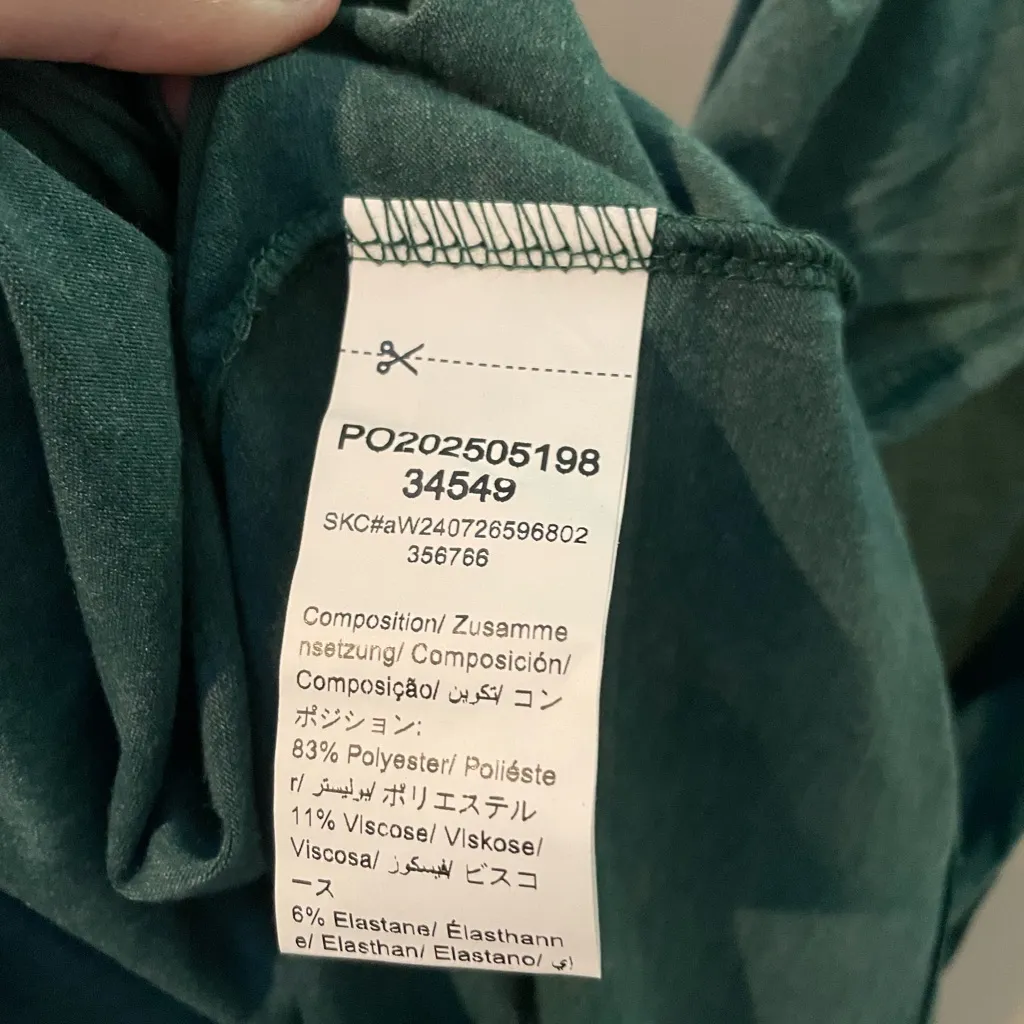 PO202505198
34549
SKC#aW240726596802
356766
Composition/ Zusamme
nsetzung/ Composición/
Composição/ تكوين/ コン
ポジション:
83% Polyester/ Poliéste
r/ بوليستر/ ポリエステル
11% VIscose/ VIskose/
Viscosa/ فيسكوز/ ビスコ
ース
6% Elastane/ Élasthann
e/ Elasthan/ Elastano/